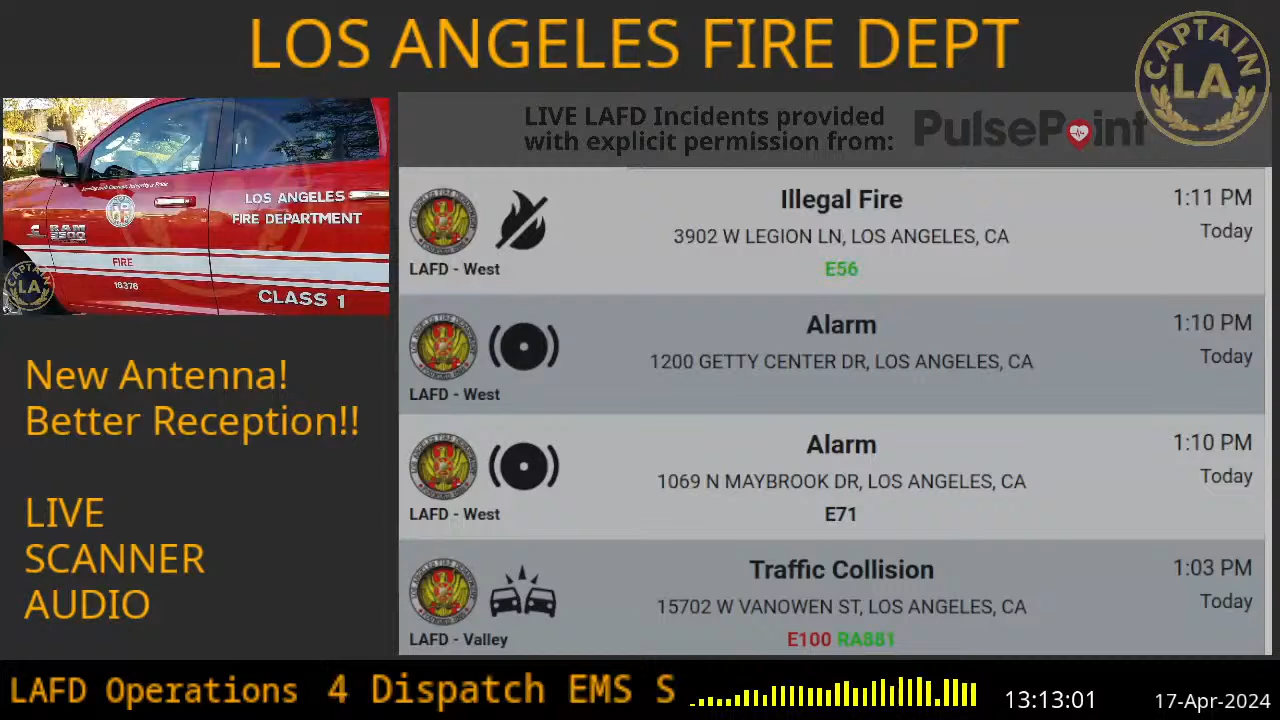 LOS ANGELES FIRE DEPT
CAPTAIN
LA
LIVE LAFD Incidents provided
with explicit permission from:
PulsePoint
LOS ANGELES
FIRE DEPARTMENT
RAM
FIRE
CLASS 1
LA
New Antenna!
Better Reception!!
LIVE
SCANNER
AUDIO
Illegal Fire
1:11 PM
3902 W LEGION LN, LOS ANGELES, CA
Today
E56
LAFD - West
Alarm
1:10 PM
1200 GETTY CENTER DR, LOS ANGELES, CA
Today
LAFD - West
Alarm
1:10 PM
1069 N MAYBROOK DR, LOS ANGELES, CA
Today
E71
LAFD - West
Traffic Collision
1:03 PM
15702 W VANOWEN ST, LOS ANGELES, CA
Today
E100 RA881
LAFD - Valley
LAFD Operations 4 Dispatch EMS S
13:13:01
17-Apr-2024